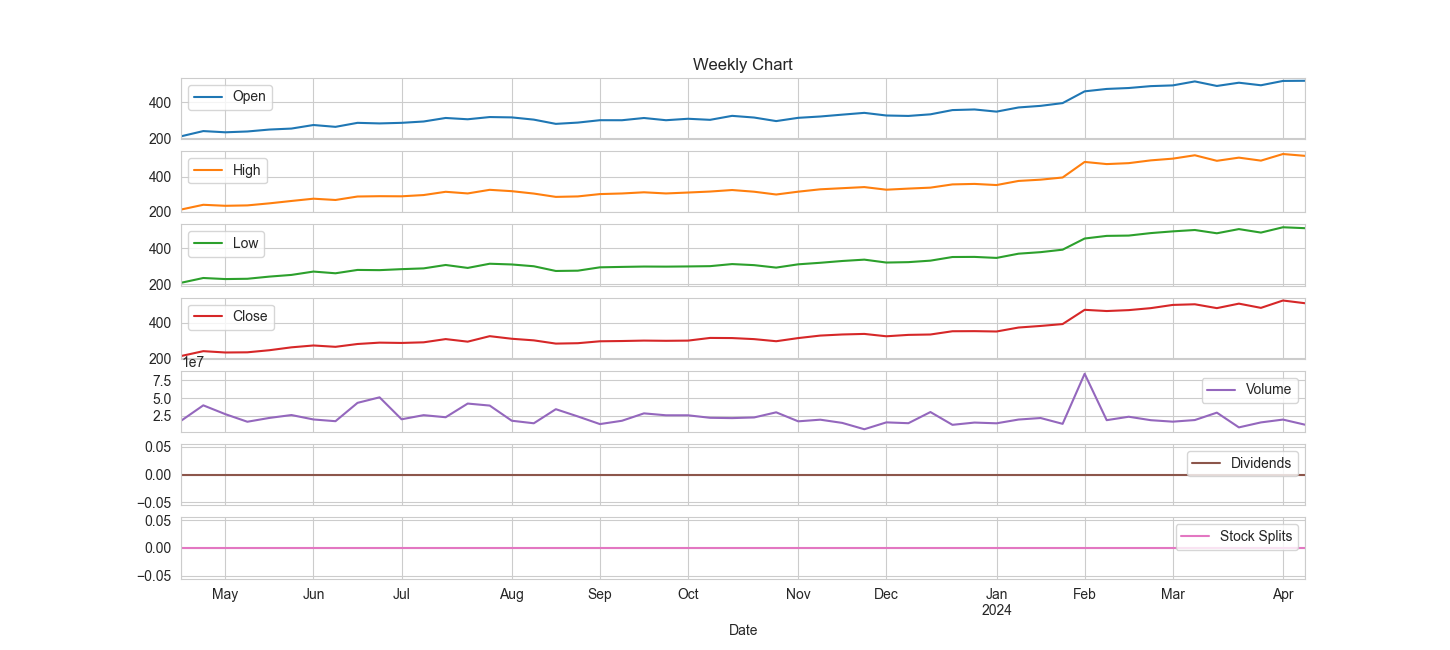 Weekly Chart
Open
400
200
High
400
200
Low
400
200
Close
400
200
1e7
Volume
7.5
5.0
2.5
Dividends
0.05
0.00
−0.05
Stock Splits
0.05
0.00
−0.05
May Jun Jul Aug Sep Oct Nov Dec Jan Feb Mar Apr
2024
Date